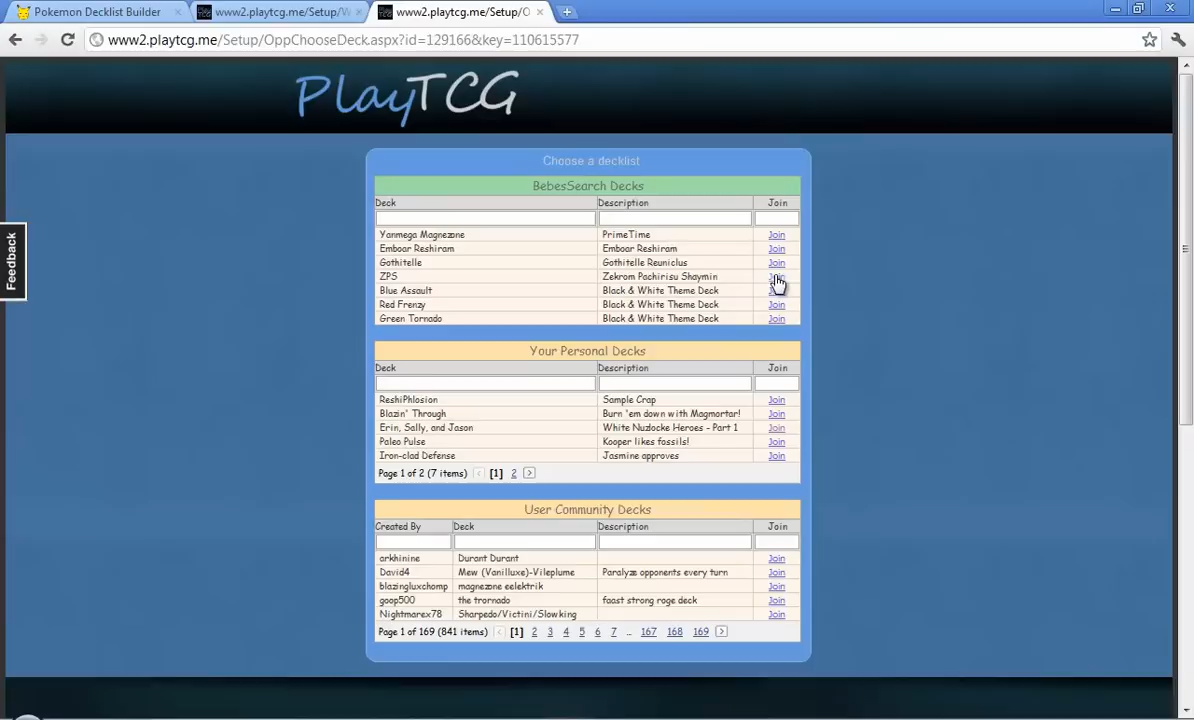 Pokemon Decklist Builder
www2.playtcg.me/Setup/W
www2.playtcg.me/Setup/O
www2.playtcg.me/Setup/OppChooseDeck.aspx?id=129166&key=110615577
PlayTCG
Feedback
Choose a decklist
BebesSearch Decks
Deck Description Join
Yanmega Magnezone PrimeTime Join
Emboar Reshiram Emboar Reshiram Join
Gothitelle Gothitelle Reuniclus Join
ZPS Zekrom Pachirisu Shaymin
Blue Assault Black & White Theme Deck
Red Frenzy Black & White Theme Deck Join
Green Tornado Black & White Theme Deck Join
Your Personal Decks
Deck Description Join
ReshiPhlosion Sample Crap Join
Blazin' Through Burn 'em down with Magmortar! Join
Erin, Sally, and Jason White Nuzlocke Heroes - Part 1 Join
Paleo Pulse Kooper likes fossils! Join
Iron-clad Defense Jasmine approves Join
Page 1 of 2 (7 items) [1] 2
User Community Decks
Created By Deck Description Join
arkhinine Durant Durant Join
David4 Mew (Vanilluxe)-Vileplume Paralyze opponents every turn Join
blazingluxchomp magnezone eelektrik Join
goop500 the trornado faast strong roge deck Join
Nightmarex78 Sharpedo/Victini/Slowking Join
Page 1 of 169 (841 items) [1] 2 3 4 5 6 7 … 167 168 169